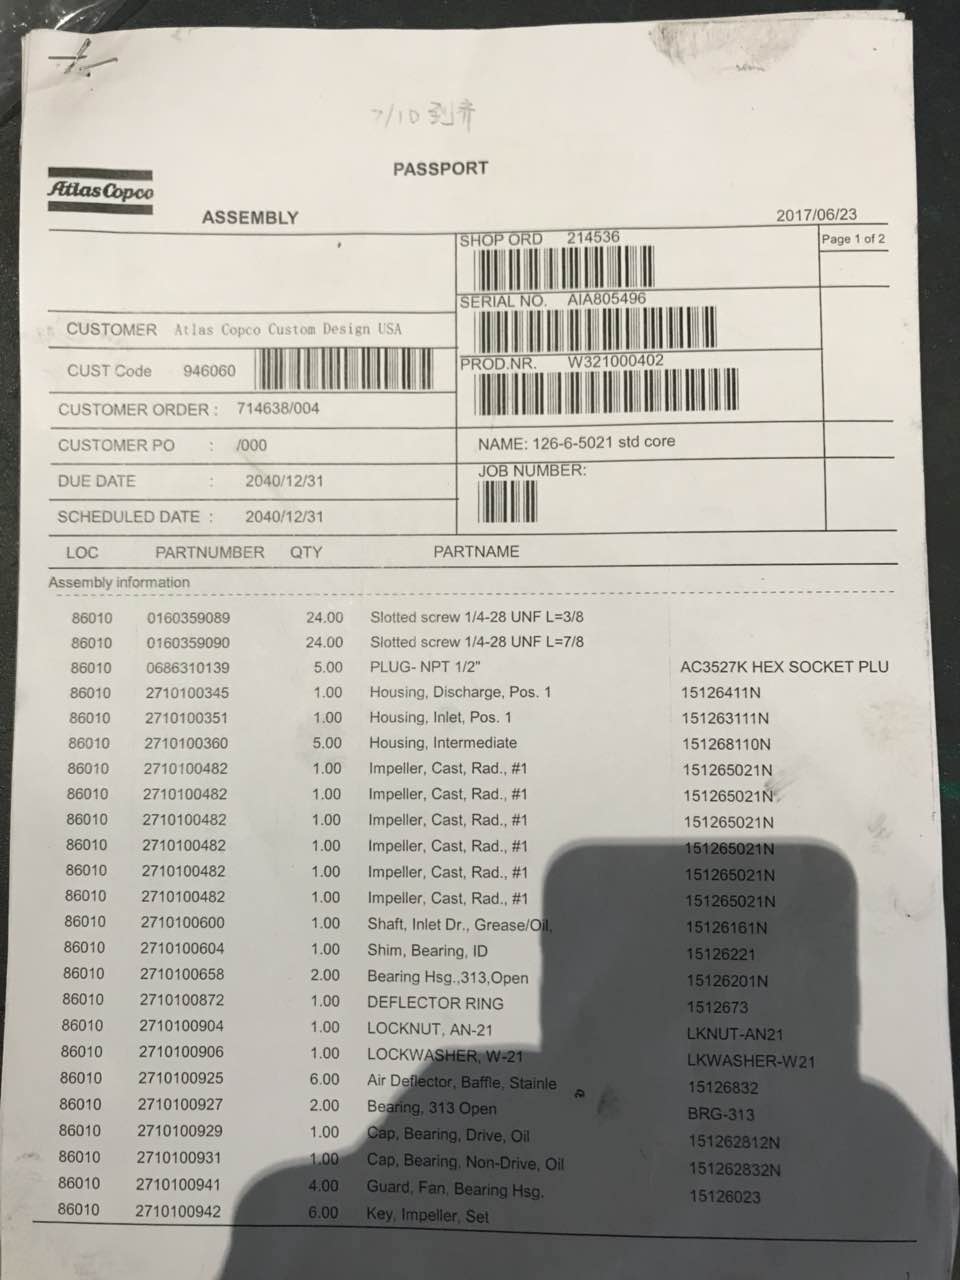 7/10 到齐
PASSPORT
Atlas Copco
ASSEMBLY
2017/06/23
SHOP ORD 214536
Page 1 of 2
SERIAL NO. AIA805496
CUSTOMER Atlas Copco Custom Design USA
PROD.NR. W321000402
CUST Code 946060
CUSTOMER ORDER : 714638/004
CUSTOMER PO : /000
NAME: 126-6-5021 std core
DUE DATE : 2040/12/31
JOB NUMBER:
SCHEDULED DATE : 2040/12/31
LOC PARTNUMBER QTY PARTNAME
Assembly information
86010 0160359089 24.00 Slotted screw 1/4-28 UNF L=3/8
86010 0160359090 24.00 Slotted screw 1/4-28 UNF L=7/8
86010 0686310139 5.00 PLUG- NPT 1/2" AC3527K HEX SOCKET PLU
86010 2710100345 1.00 Housing, Discharge, Pos. 1 15126411N
86010 2710100351 1.00 Housing, Inlet, Pos. 1 151263111N
86010 2710100360 5.00 Housing, Intermediate 151268110N
86010 2710100482 1.00 Impeller, Cast, Rad., #1 151265021N
86010 2710100482 1.00 Impeller, Cast, Rad., #1 151265021N
86010 2710100482 1.00 Impeller, Cast, Rad., #1 151265021N
86010 2710100482 1.00 Impeller, Cast, Rad., #1 151265021N
86010 2710100482 1.00 Impeller, Cast, Rad., #1 151265021N
86010 2710100482 1.00 Impeller, Cast, Rad., #1 151265021N
86010 2710100600 1.00 Shaft, Inlet Dr., Grease/Oil, 15126161N
86010 2710100604 1.00 Shim, Bearing, ID 15126221
86010 2710100658 2.00 Bearing Hsg.,313,Open 15126201N
86010 2710100872 1.00 DEFLECTOR RING 1512673
86010 2710100904 1.00 LOCKNUT, AN-21 LKNUT-AN21
86010 2710100906 1.00 LOCKWASHER, W-21 LKWASHER-W21
86010 2710100925 6.00 Air Deflector, Baffle, Stainle 15126832
86010 2710100927 2.00 Bearing, 313 Open BRG-313
86010 2710100929 1.00 Cap, Bearing, Drive, Oil 151262812N
86010 2710100931 1.00 Cap, Bearing, Non-Drive, Oil 151262832N
86010 2710100941 4.00 Guard, Fan, Bearing Hsg. 15126023
86010 2710100942 6.00 Key, Impeller, Set